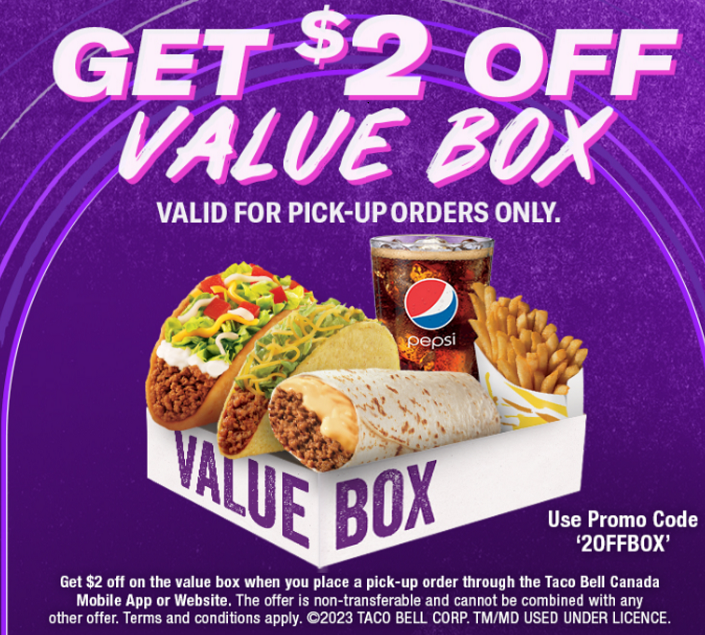 GET $2 OFF
VALUE BOX
VALID FOR PICK-UP ORDERS ONLY.
pepsi
VALUE BOX
Use Promo Code
‘2OFFBOX’
Get $2 off on the value box when you place a pick-up order through the Taco Bell Canada
Mobile App or Website. The offer is non-transferable and cannot be combined with any
other offer. Terms and conditions apply. ©2023 TACO BELL CORP. TM/MD USED UNDER LICENCE.